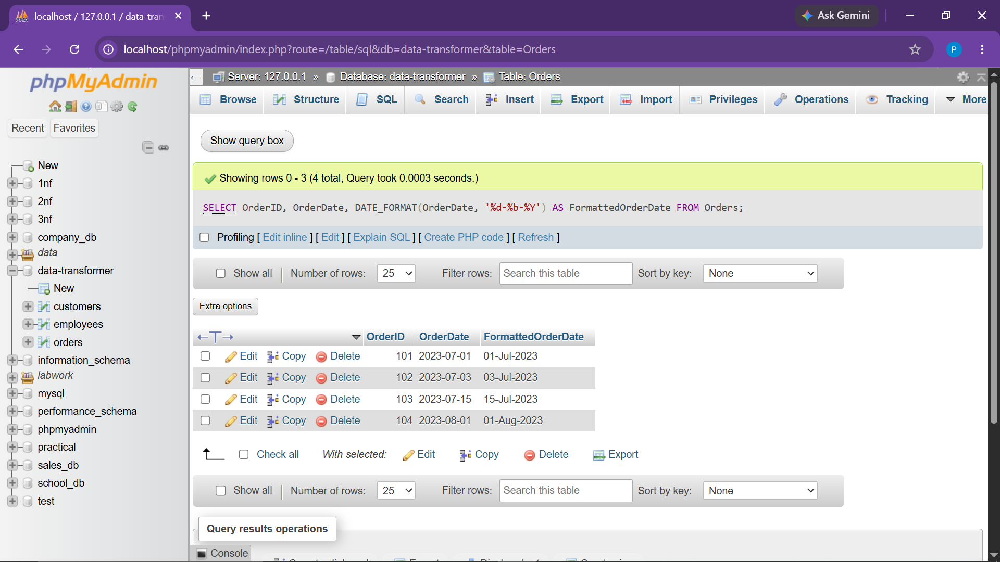 localhost / 127.0.0.1 / data-tran
Ask Gemini
localhost/phpmyadmin/index.php?route=/table/sql&db=data-transformer&table=Orders
P
phpMyAdmin
Recent
Favorites
New
1nf
2nf
3nf
company_db
data
data-transformer
New
customers
employees
orders
information_schema
labwork
mysql
performance_schema
phpmyadmin
practical
sales_db
school_db
test
Server: 127.0.0.1 » Database: data-transformer » Table: Orders
Browse Structure SQL Search Insert Export Import Privileges Operations Tracking More
Show query box
Showing rows 0 - 3 (4 total, Query took 0.0003 seconds.)
SELECT OrderID, OrderDate, DATE_FORMAT(OrderDate, '%d-%b-%Y') AS FormattedOrderDate FROM Orders;
Profiling [ Edit inline ] [ Edit ] [ Explain SQL ] [ Create PHP code ] [ Refresh ]
Show all Number of rows: 25 Filter rows: Search this table Sort by key: None
Extra options
OrderID OrderDate FormattedOrderDate
Edit Copy Delete 101 2023-07-01 01-Jul-2023
Edit Copy Delete 102 2023-07-03 03-Jul-2023
Edit Copy Delete 103 2023-07-15 15-Jul-2023
Edit Copy Delete 104 2023-08-01 01-Aug-2023
Check all With selected: Edit Copy Delete Export
Show all Number of rows: 25 Filter rows: Search this table Sort by key: None
Query results operations
Console